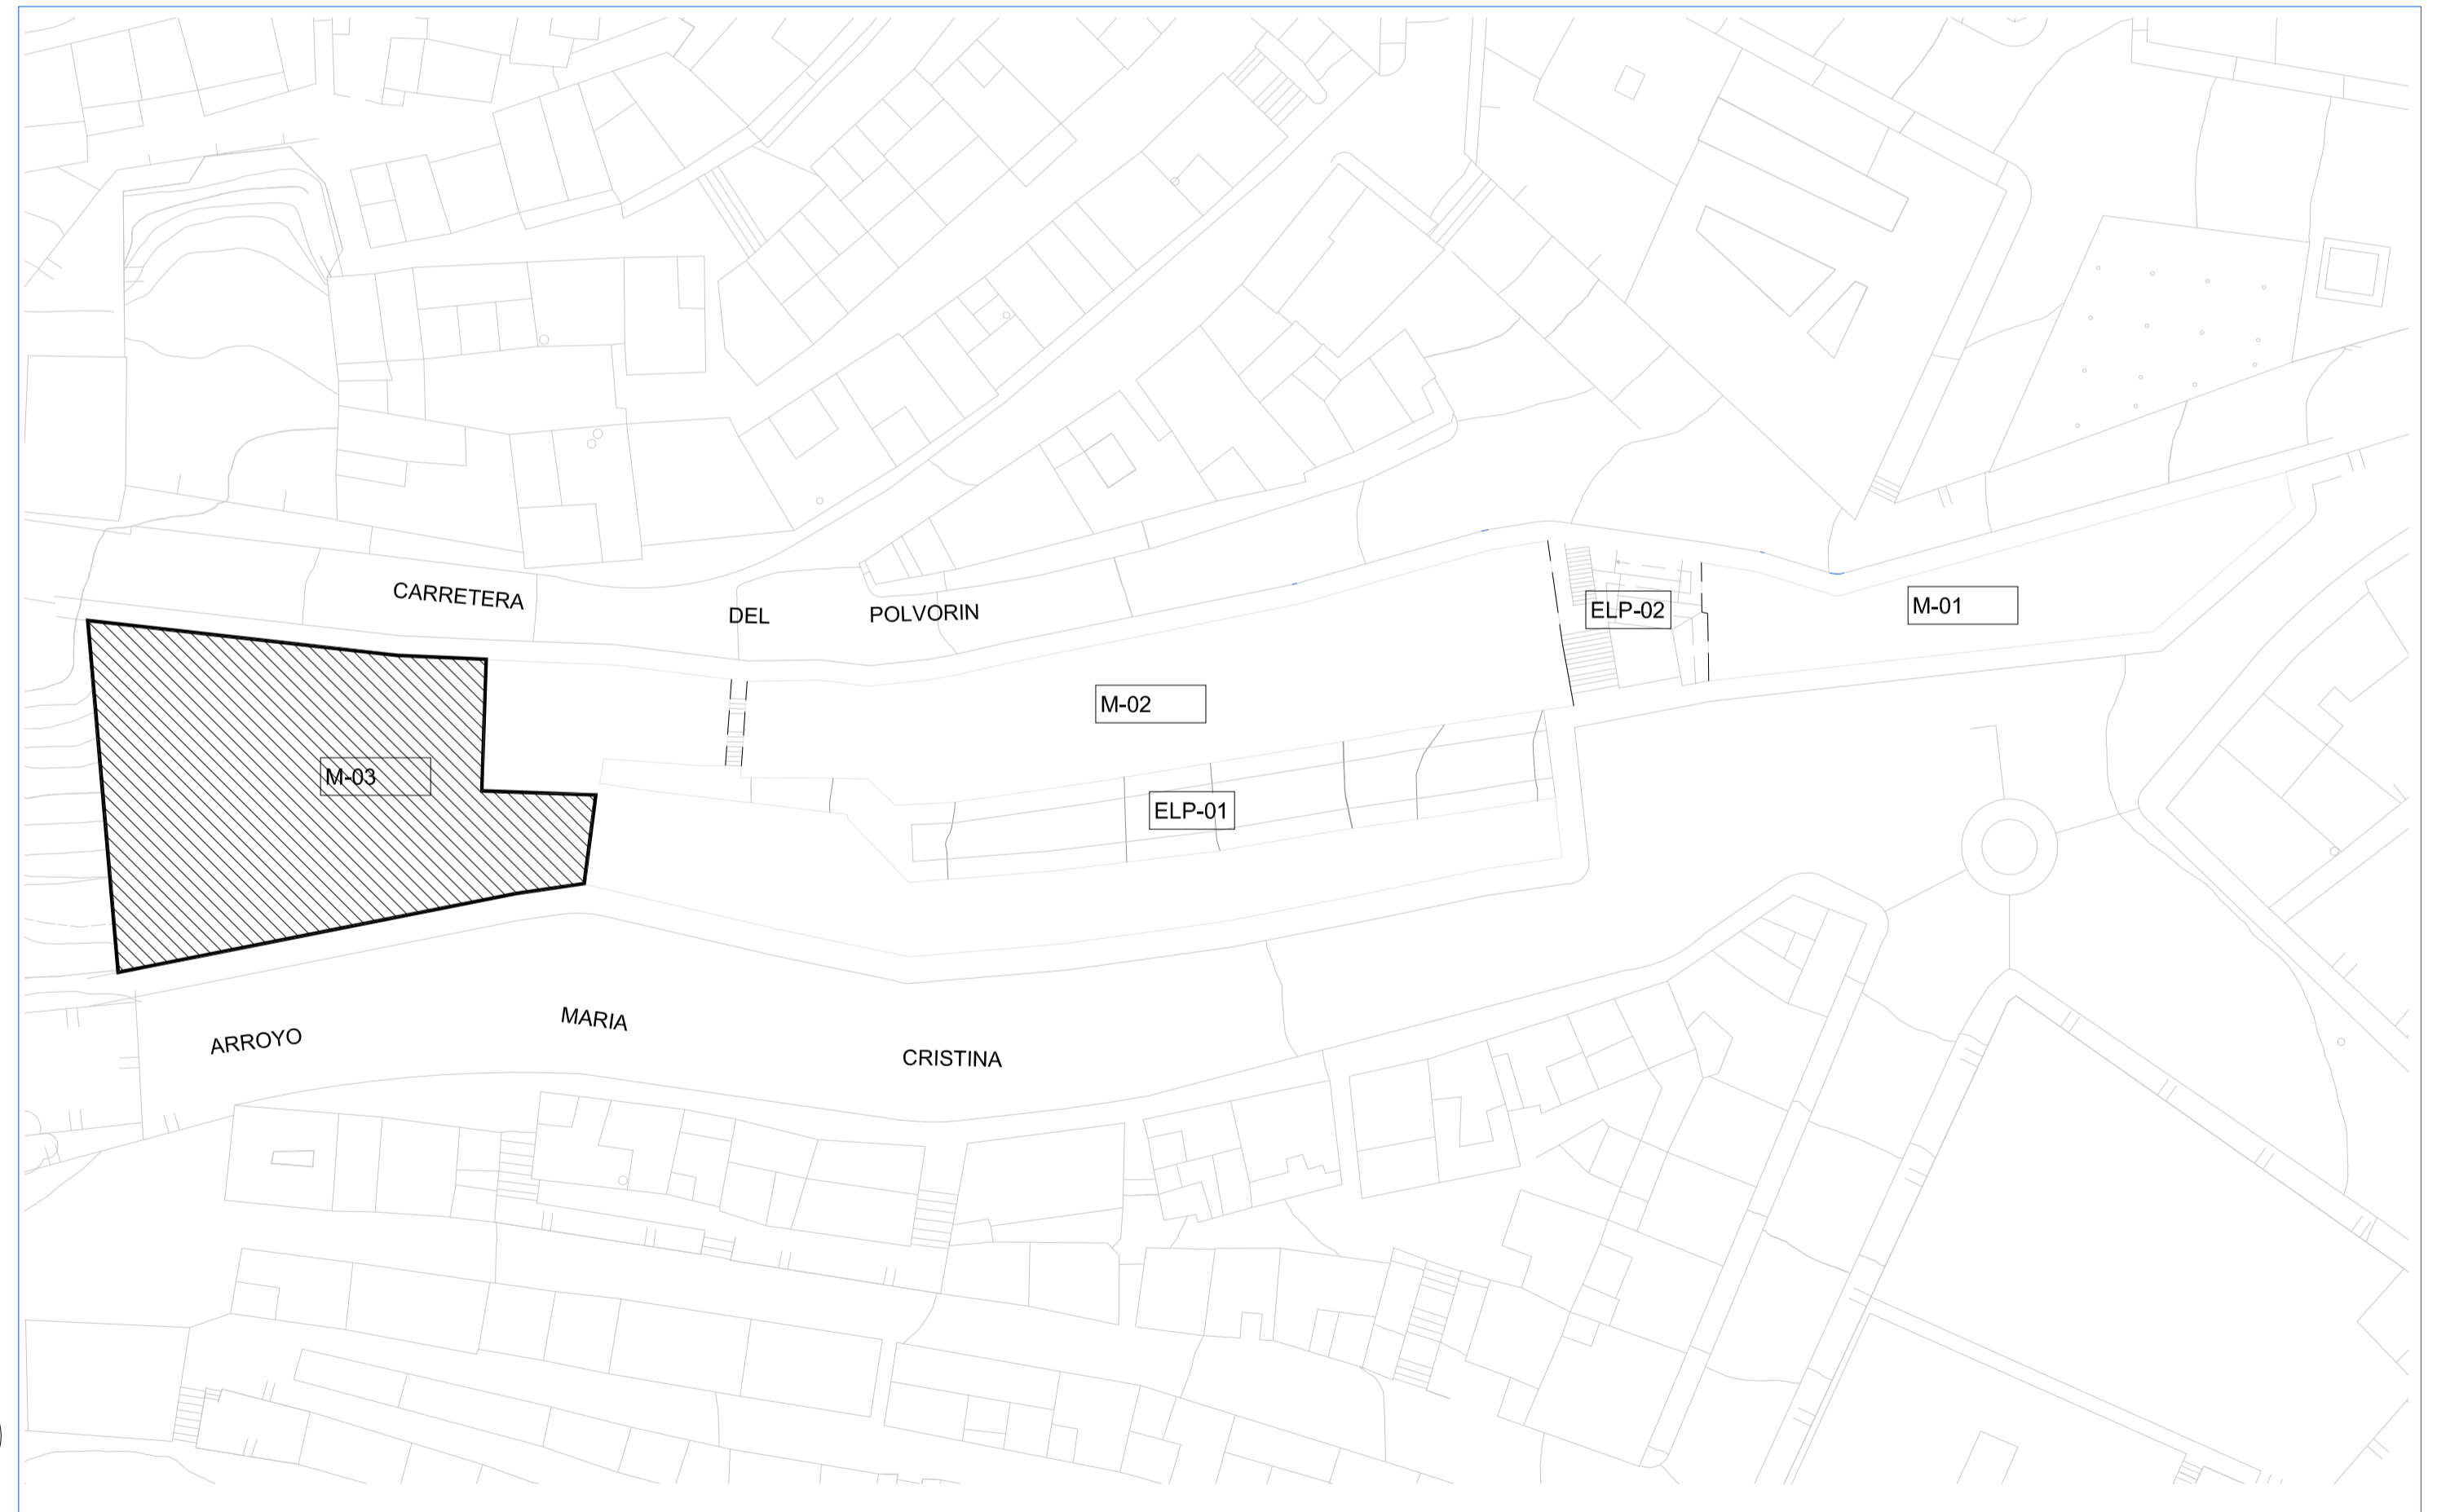 CARRETERA DEL POLVORIN
ELP-02
M-01
M-02
M-03
ELP-01
ARROYO MARIA CRISTINA